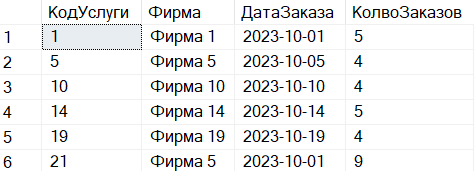 КодУслуги Фирма ДатаЗаказа КолвоЗаказов
1 1 Фирма 1 2023-10-01 5
2 5 Фирма 5 2023-10-05 4
3 10 Фирма 10 2023-10-10 4
4 14 Фирма 14 2023-10-14 5
5 19 Фирма 19 2023-10-19 4
6 21 Фирма 5 2023-10-01 9